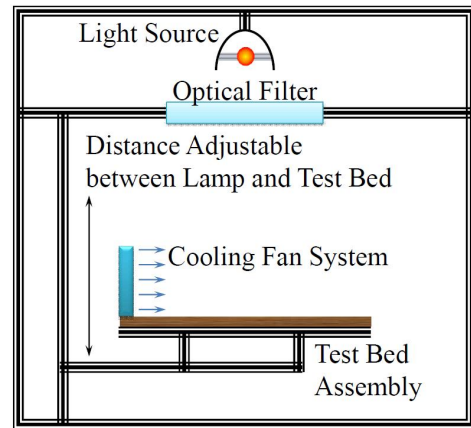 Light Source
Optical Filter
Distance Adjustable
between Lamp and Test Bed
Cooling Fan System
Test Bed
Assembly